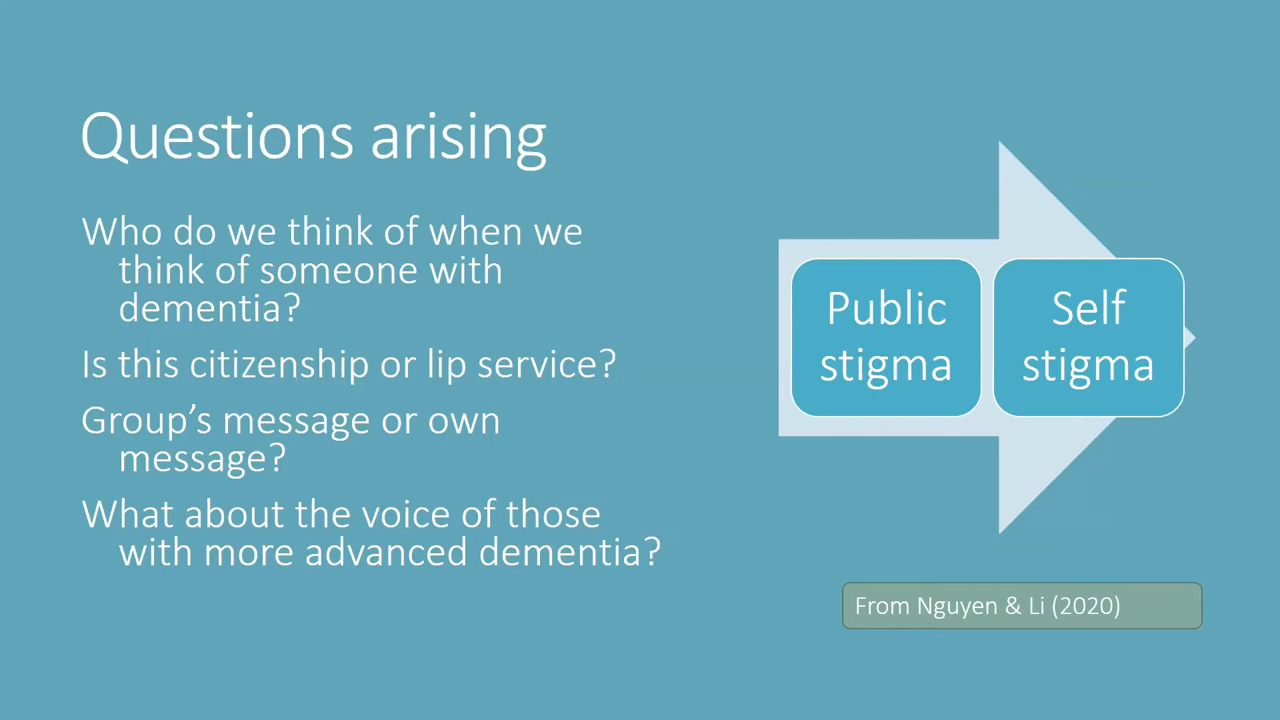 Questions arising
Who do we think of when we
think of someone with
dementia?
Is this citizenship or lip service?
Group’s message or own
message?
What about the voice of those
with more advanced dementia?
Public
stigma
Self
stigma
From Nguyen & Li (2020)